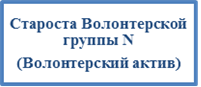 Староста Волонтерской
группы N
(Волонтерский актив)